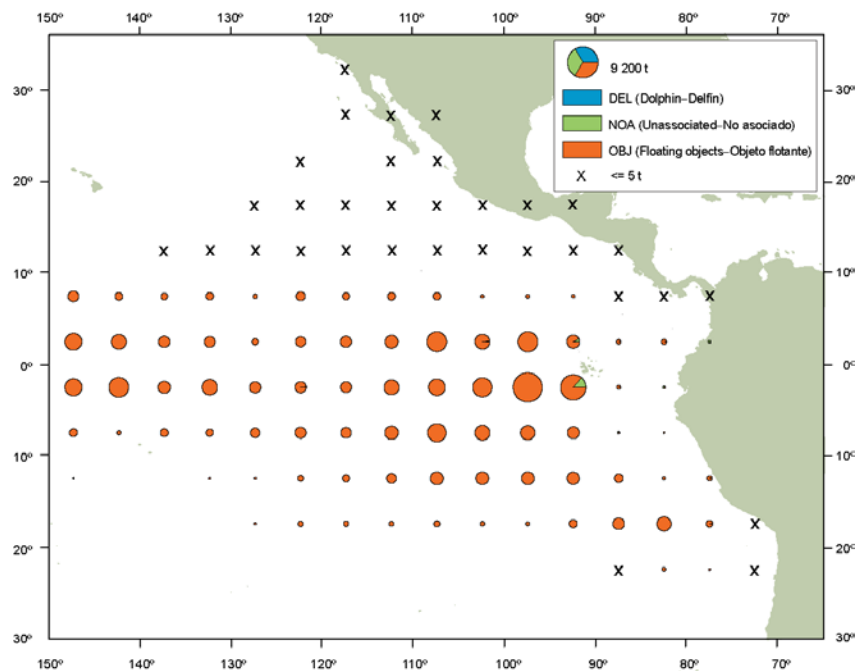 150º 140º 130º 120º 110º 100º 90º 80º 70º
9 200 t
30º 30º
DEL (Dolphin–Delfín)
NOA (Unassociated–No asociado)
OBJ (Floating objects–Objeto flotante)
X <= 5 t
20º 20º
10º 10º
0º 0º
10º 10º
20º 20º
30º 30º
150º 140º 130º 120º 110º 100º 90º 80º 70º